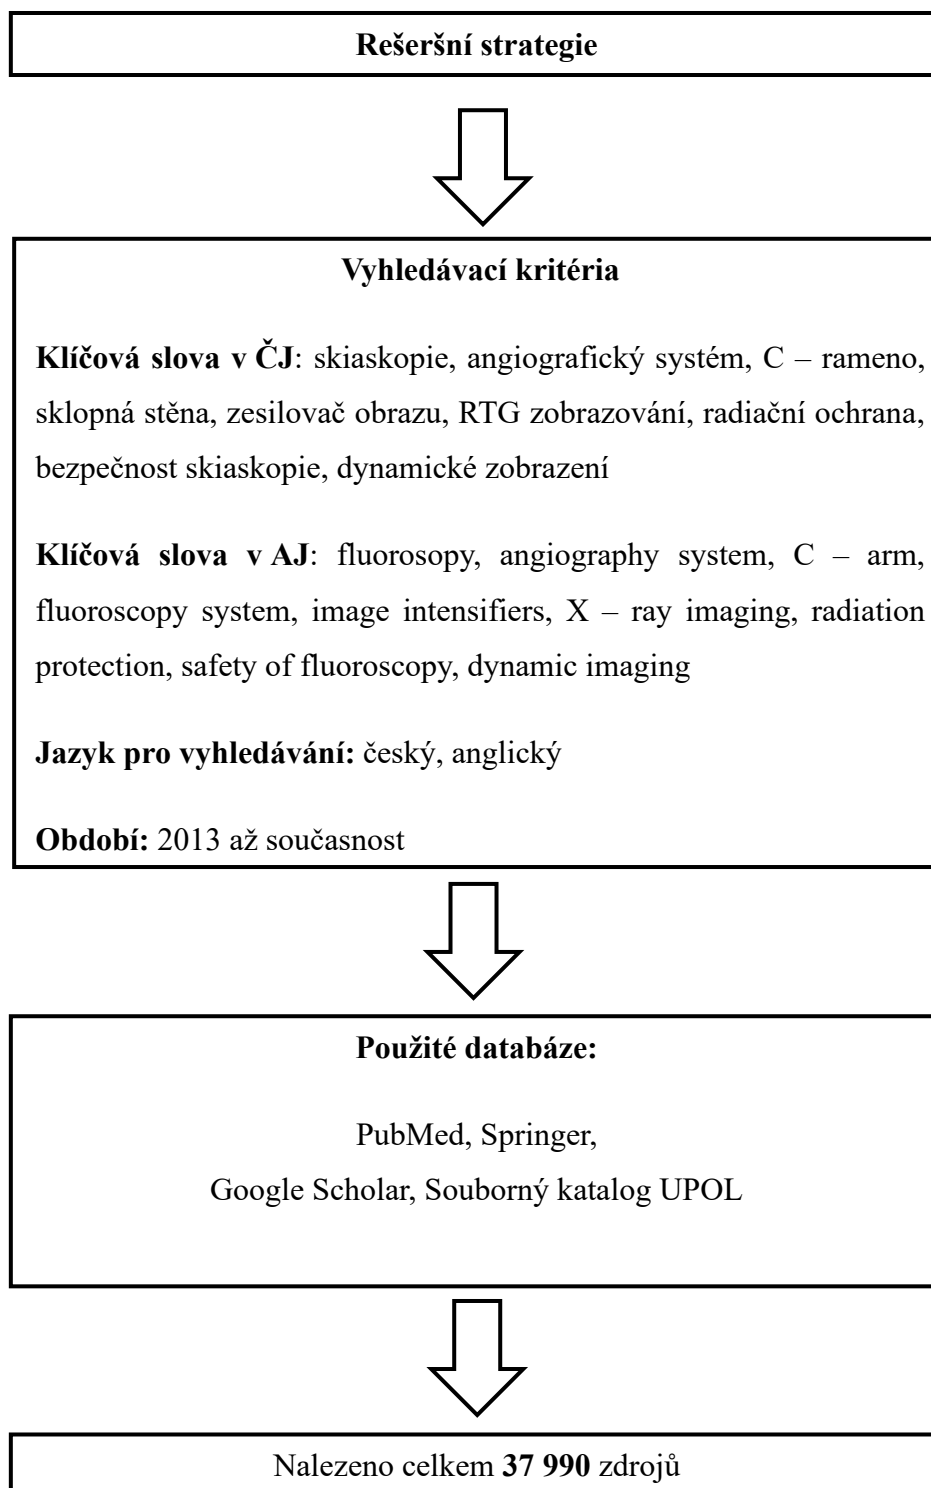 Rešeršní strategie
Vyhledávací kritéria
Klíčová slova v ČJ: skiaskopie, angiografický systém, C – rameno,
sklopná stěna, zesilovač obrazu, RTG zobrazování, radiační ochrana,
bezpečnost skiaskopie, dynamické zobrazení
Klíčová slova v AJ: fluorosopy, angiography system, C – arm,
fluoroscopy system, image intensifiers, X – ray imaging, radiation
protection, safety of fluoroscopy, dynamic imaging
Jazyk pro vyhledávání: český, anglický
Období: 2013 až současnost
Použité databáze:
PubMed, Springer,
Google Scholar, Souborný katalog UPOL
Nalezeno celkem 37 990 zdrojů